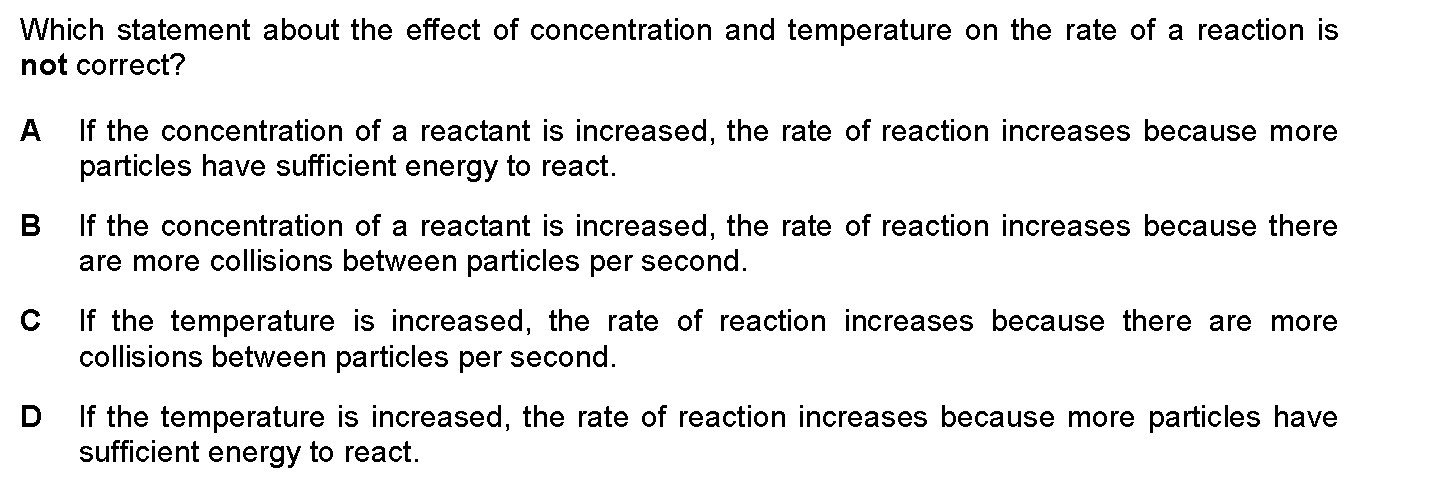 Which statement about the effect of concentration and temperature on the rate of a reaction is
not correct?
A If the concentration of a reactant is increased, the rate of reaction increases because more
particles have sufficient energy to react.
B If the concentration of a reactant is increased, the rate of reaction increases because there
are more collisions between particles per second.
C If the temperature is increased, the rate of reaction increases because there are more
collisions between particles per second.
D If the temperature is increased, the rate of reaction increases because more particles have
sufficient energy to react.